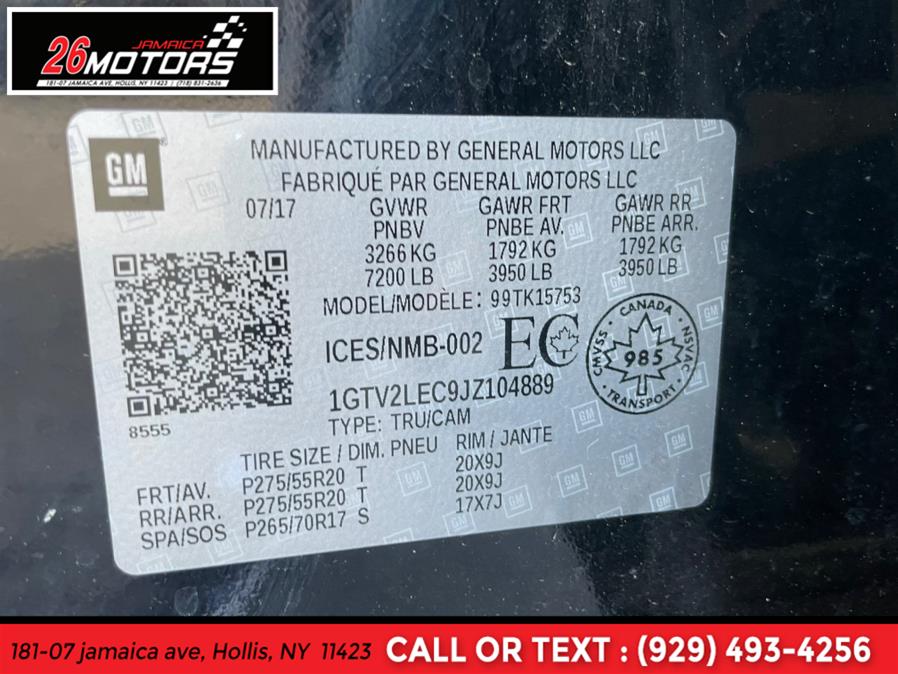 JAMAICA
26MOTORS
181-07 JAMAICA AVE, HOLLIS, NY 11423 | (718) 831-2636
GM
MANUFACTURED BY GENERAL MOTORS LLC
FABRIQUÉ PAR GENERAL MOTORS LLC
07/17 GVWR GAWR FRT GAWR RR
PNBV PNBE AV. PNBE ARR.
3266 KG 1792 KG 1792 KG
7200 LB 3950 LB 3950 LB
MODEL/MODÈLE: 99TK15753
ICES/NMB-002 EC
CANADA
CMVSS 985 NSVAC
TRANSPORT
1GTV2LEC9JZ104889
8555
TYPE: TRU/CAM
TIRE SIZE / DIM. PNEU RIM / JANTE
FRT/AV. P275/55R20 T 20X9J
RR/ARR. P275/55R20 T 20X9J
SPA/SOS P265/70R17 S 17X7J
181-07 jamaica ave, Hollis, NY 11423 CALL OR TEXT : (929) 493-4256